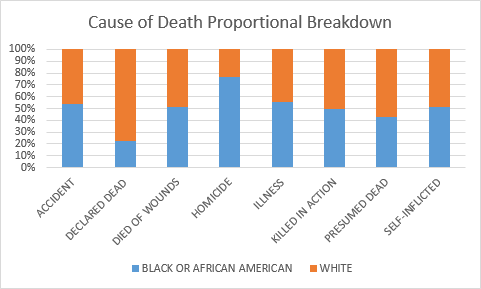 Cause of Death Proportional Breakdown
100%
90%
80%
70%
60%
50%
40%
30%
20%
10%
0%
ACCIDENT
DECLARED DEAD
DIED OF WOUNDS
HOMICIDE
ILLNESS
KILLED IN ACTION
PRESUMED DEAD
SELF-INFLICTED
BLACK OR AFRICAN AMERICAN
WHITE